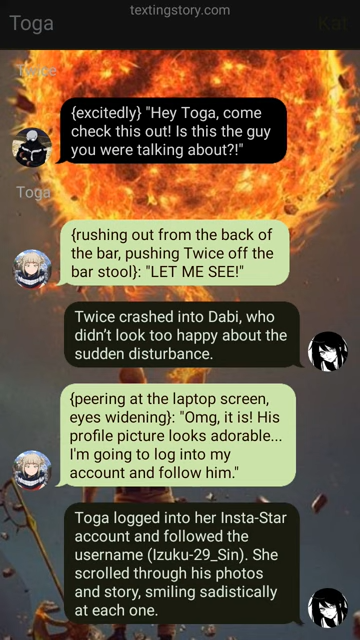 textingstory.com
Toga
Kat
Twice
{excitedly} "Hey Toga, come
check this out! Is this the guy
you were talking about?!"
Toga
{rushing out from the back of
the bar, pushing Twice off the
bar stool}: "LET ME SEE!"
Twice crashed into Dabi, who
didn't look too happy about the
sudden disturbance.
{peering at the laptop screen,
eyes widening}: "Omg, it is! His
profile picture looks adorable...
I'm going to log into my
account and follow him."
Toga logged into her Insta-Star
account and followed the
username (Izuku-29_Sin). She
scrolled through his photos
and story, smiling sadistically
at each one.